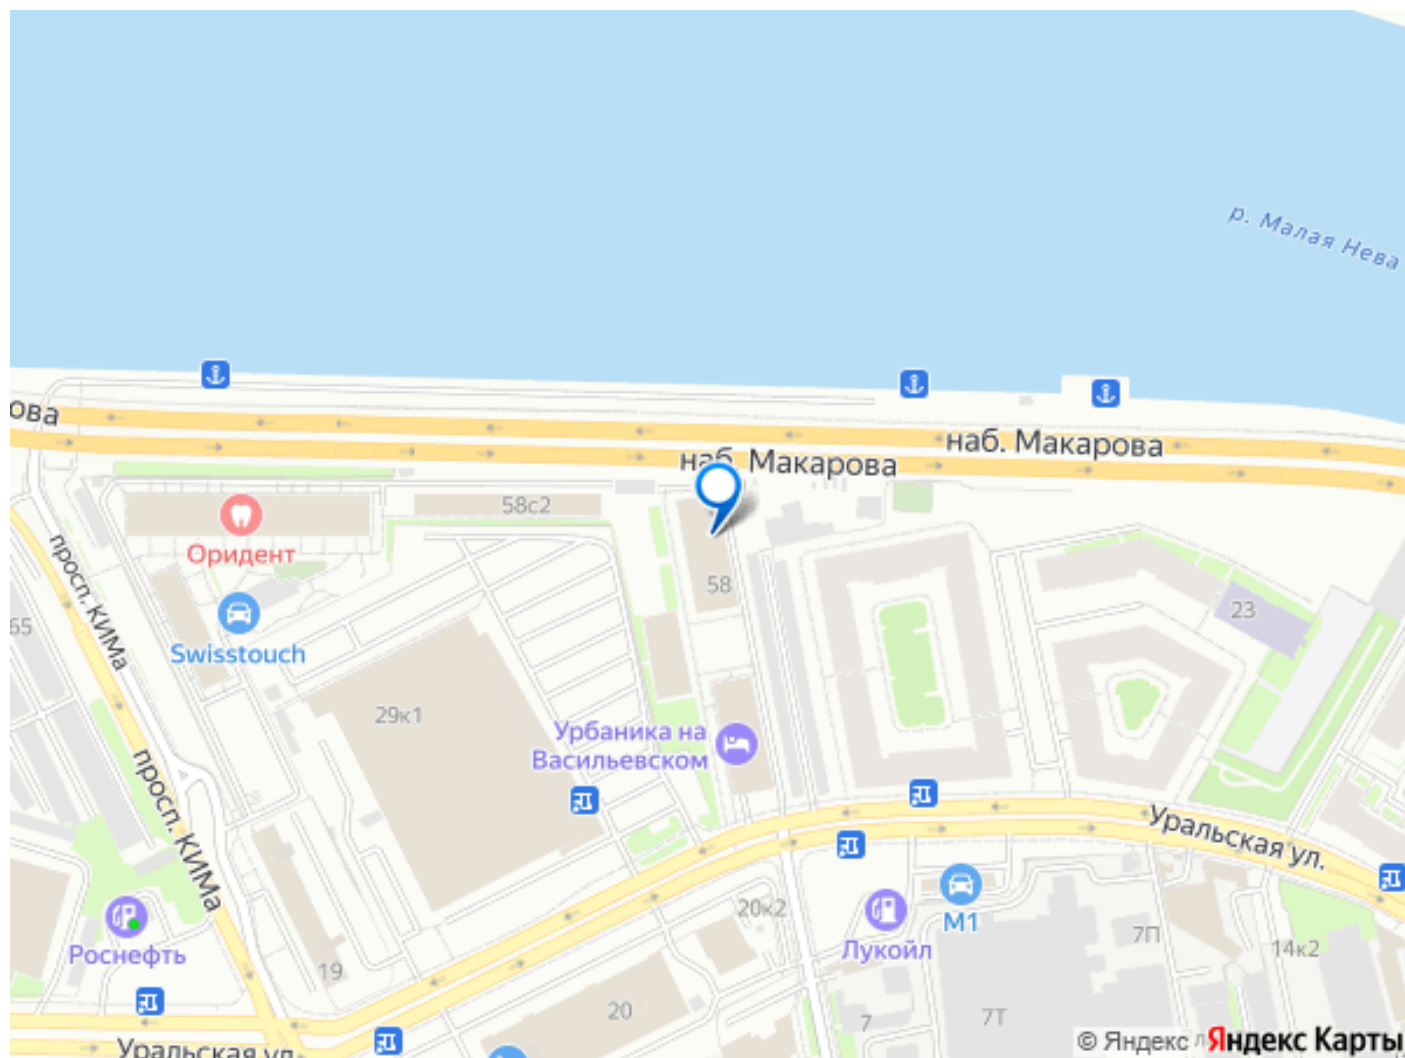 р. Малая Нева
ова
наб. Макарова
наб. Макарова
58с2
Оридент
просп. КИМа
58
65
23
Swisstouch
29к1
Урбаника на
Васильевском
просп. КИМа
Уральская ул.
20к2
М1
Роснефть
Лукойл
7П
14к2
19
20
7
7Т
Уральская ул.
© Яндекс
Яндекс Карты